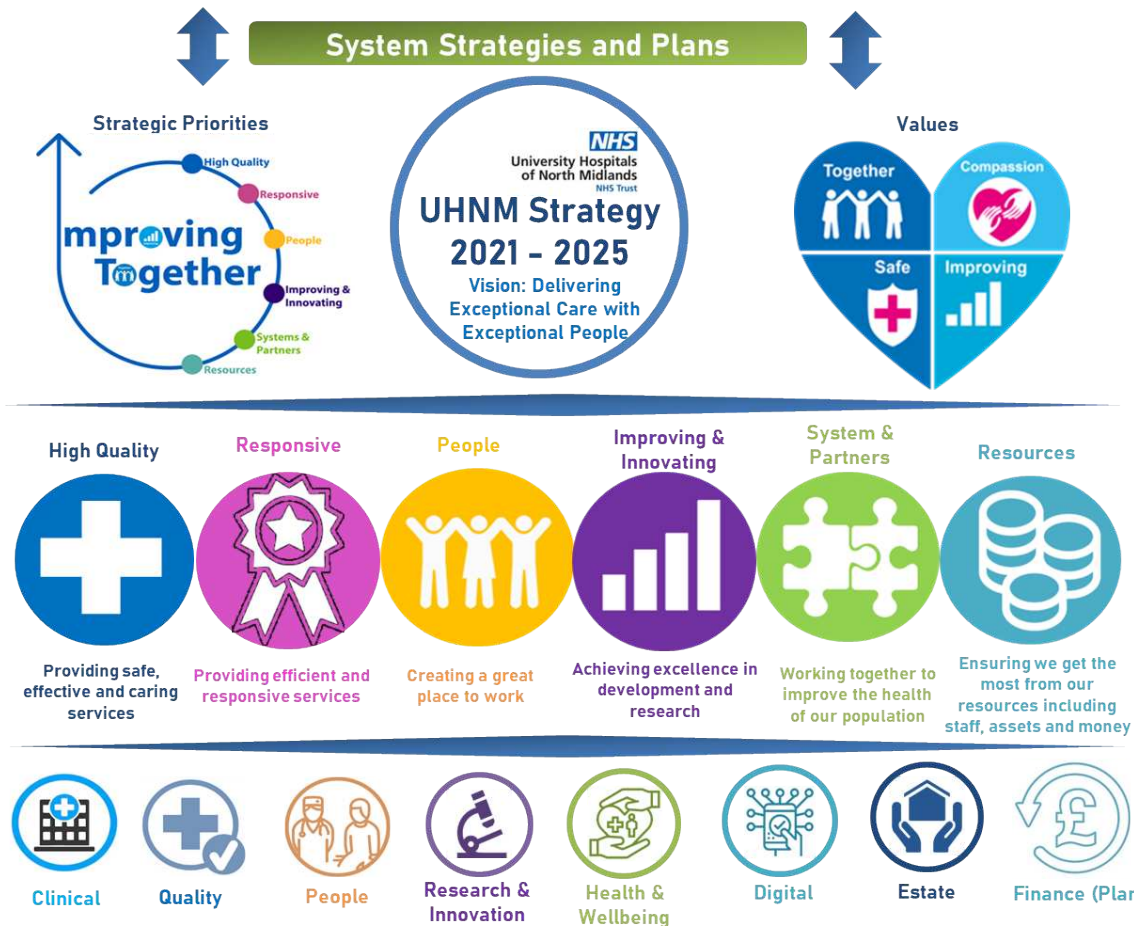 System Strategies and Plans
Strategic Priorities
High Quality
Responsive
People
Improving &
Innovating
Systems &
Partners
Resources
Improving
Together
NHS
University Hospitals
of North Midlands
NHS Trust
UHNM Strategy
2021 - 2025
Vision: Delivering
Exceptional Care with
Exceptional People
Values
Together
Compassion
Safe
Improving
High Quality
Responsive
People
Improving &
Innovating
System &
Partners
Resources
Providing safe,
effective and caring
services
Providing efficient and
responsive services
Creating a great
place to work
Achieving excellence in
development and
research
Working together to
improve the health
of our population
Ensuring we get the
most from our
resources including
staff, assets and money
Clinical
Quality
People
Research &
Innovation
Health &
Wellbeing
Digital
Estate
Finance (Plan